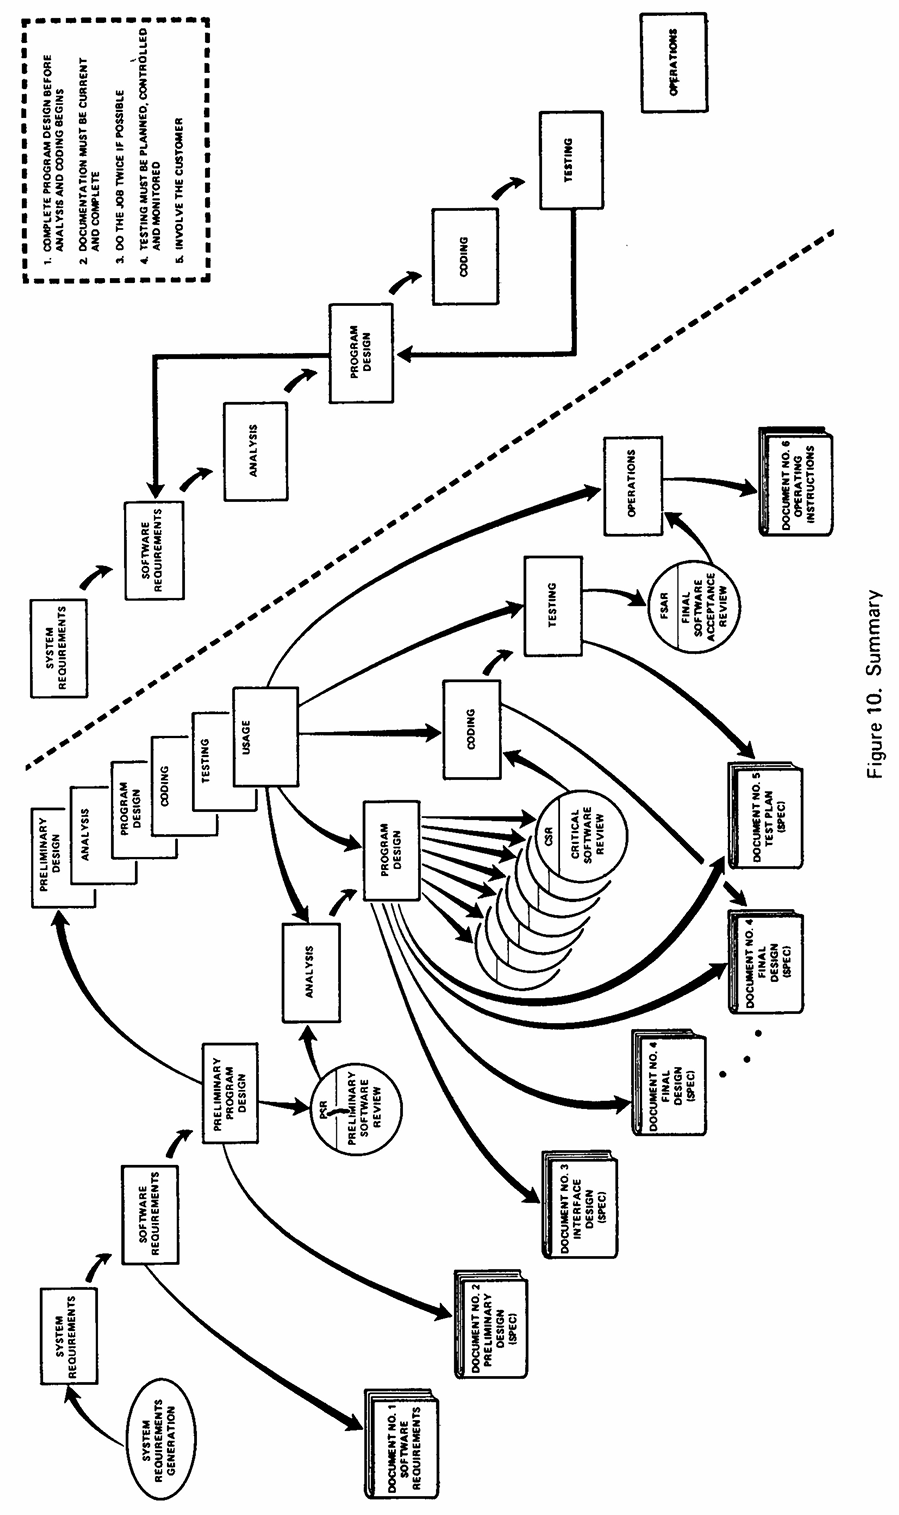 1. COMPLETE PROGRAM DESIGN BEFORE
ANALYSIS AND CODING BEGINS
2. DOCUMENTATION MUST BE CURRENT
AND COMPLETE
3. DO THE JOB TWICE IF POSSIBLE
4. TESTING MUST BE PLANNED, CONTROLLED
AND MONITORED
5. INVOLVE THE CUSTOMER
SYSTEM
REQUIREMENTS
SOFTWARE
REQUIREMENTS
ANALYSIS
PROGRAM
DESIGN
CODING
TESTING
OPERATIONS
SYSTEM
REQUIREMENTS
GENERATION
SYSTEM
REQUIREMENTS
SOFTWARE
REQUIREMENTS
PRELIMINARY
PROGRAM
DESIGN
PSR
PRELIMINARY
SOFTWARE
REVIEW
PRELIMINARY
DESIGN
ANALYSIS
PROGRAM
DESIGN
CODING
TESTING
USAGE
ANALYSIS
PROGRAM
DESIGN
CSR
CRITICAL
SOFTWARE
REVIEW
CODING
TESTING
FSAR
FINAL
SOFTWARE
ACCEPTANCE
REVIEW
OPERATIONS
DOCUMENT NO. 1
SOFTWARE
REQUIREMENTS
DOCUMENT NO. 2
PRELIMINARY
DESIGN
(SPEC)
DOCUMENT NO. 3
INTERFACE
DESIGN
(SPEC)
DOCUMENT NO. 4
FINAL
DESIGN
(SPEC)
DOCUMENT NO. 4
FINAL
DESIGN
(SPEC)
DOCUMENT NO. 5
TEST PLAN
(SPEC)
DOCUMENT NO. 6
OPERATING
INSTRUCTIONS
Figure 10. Summary